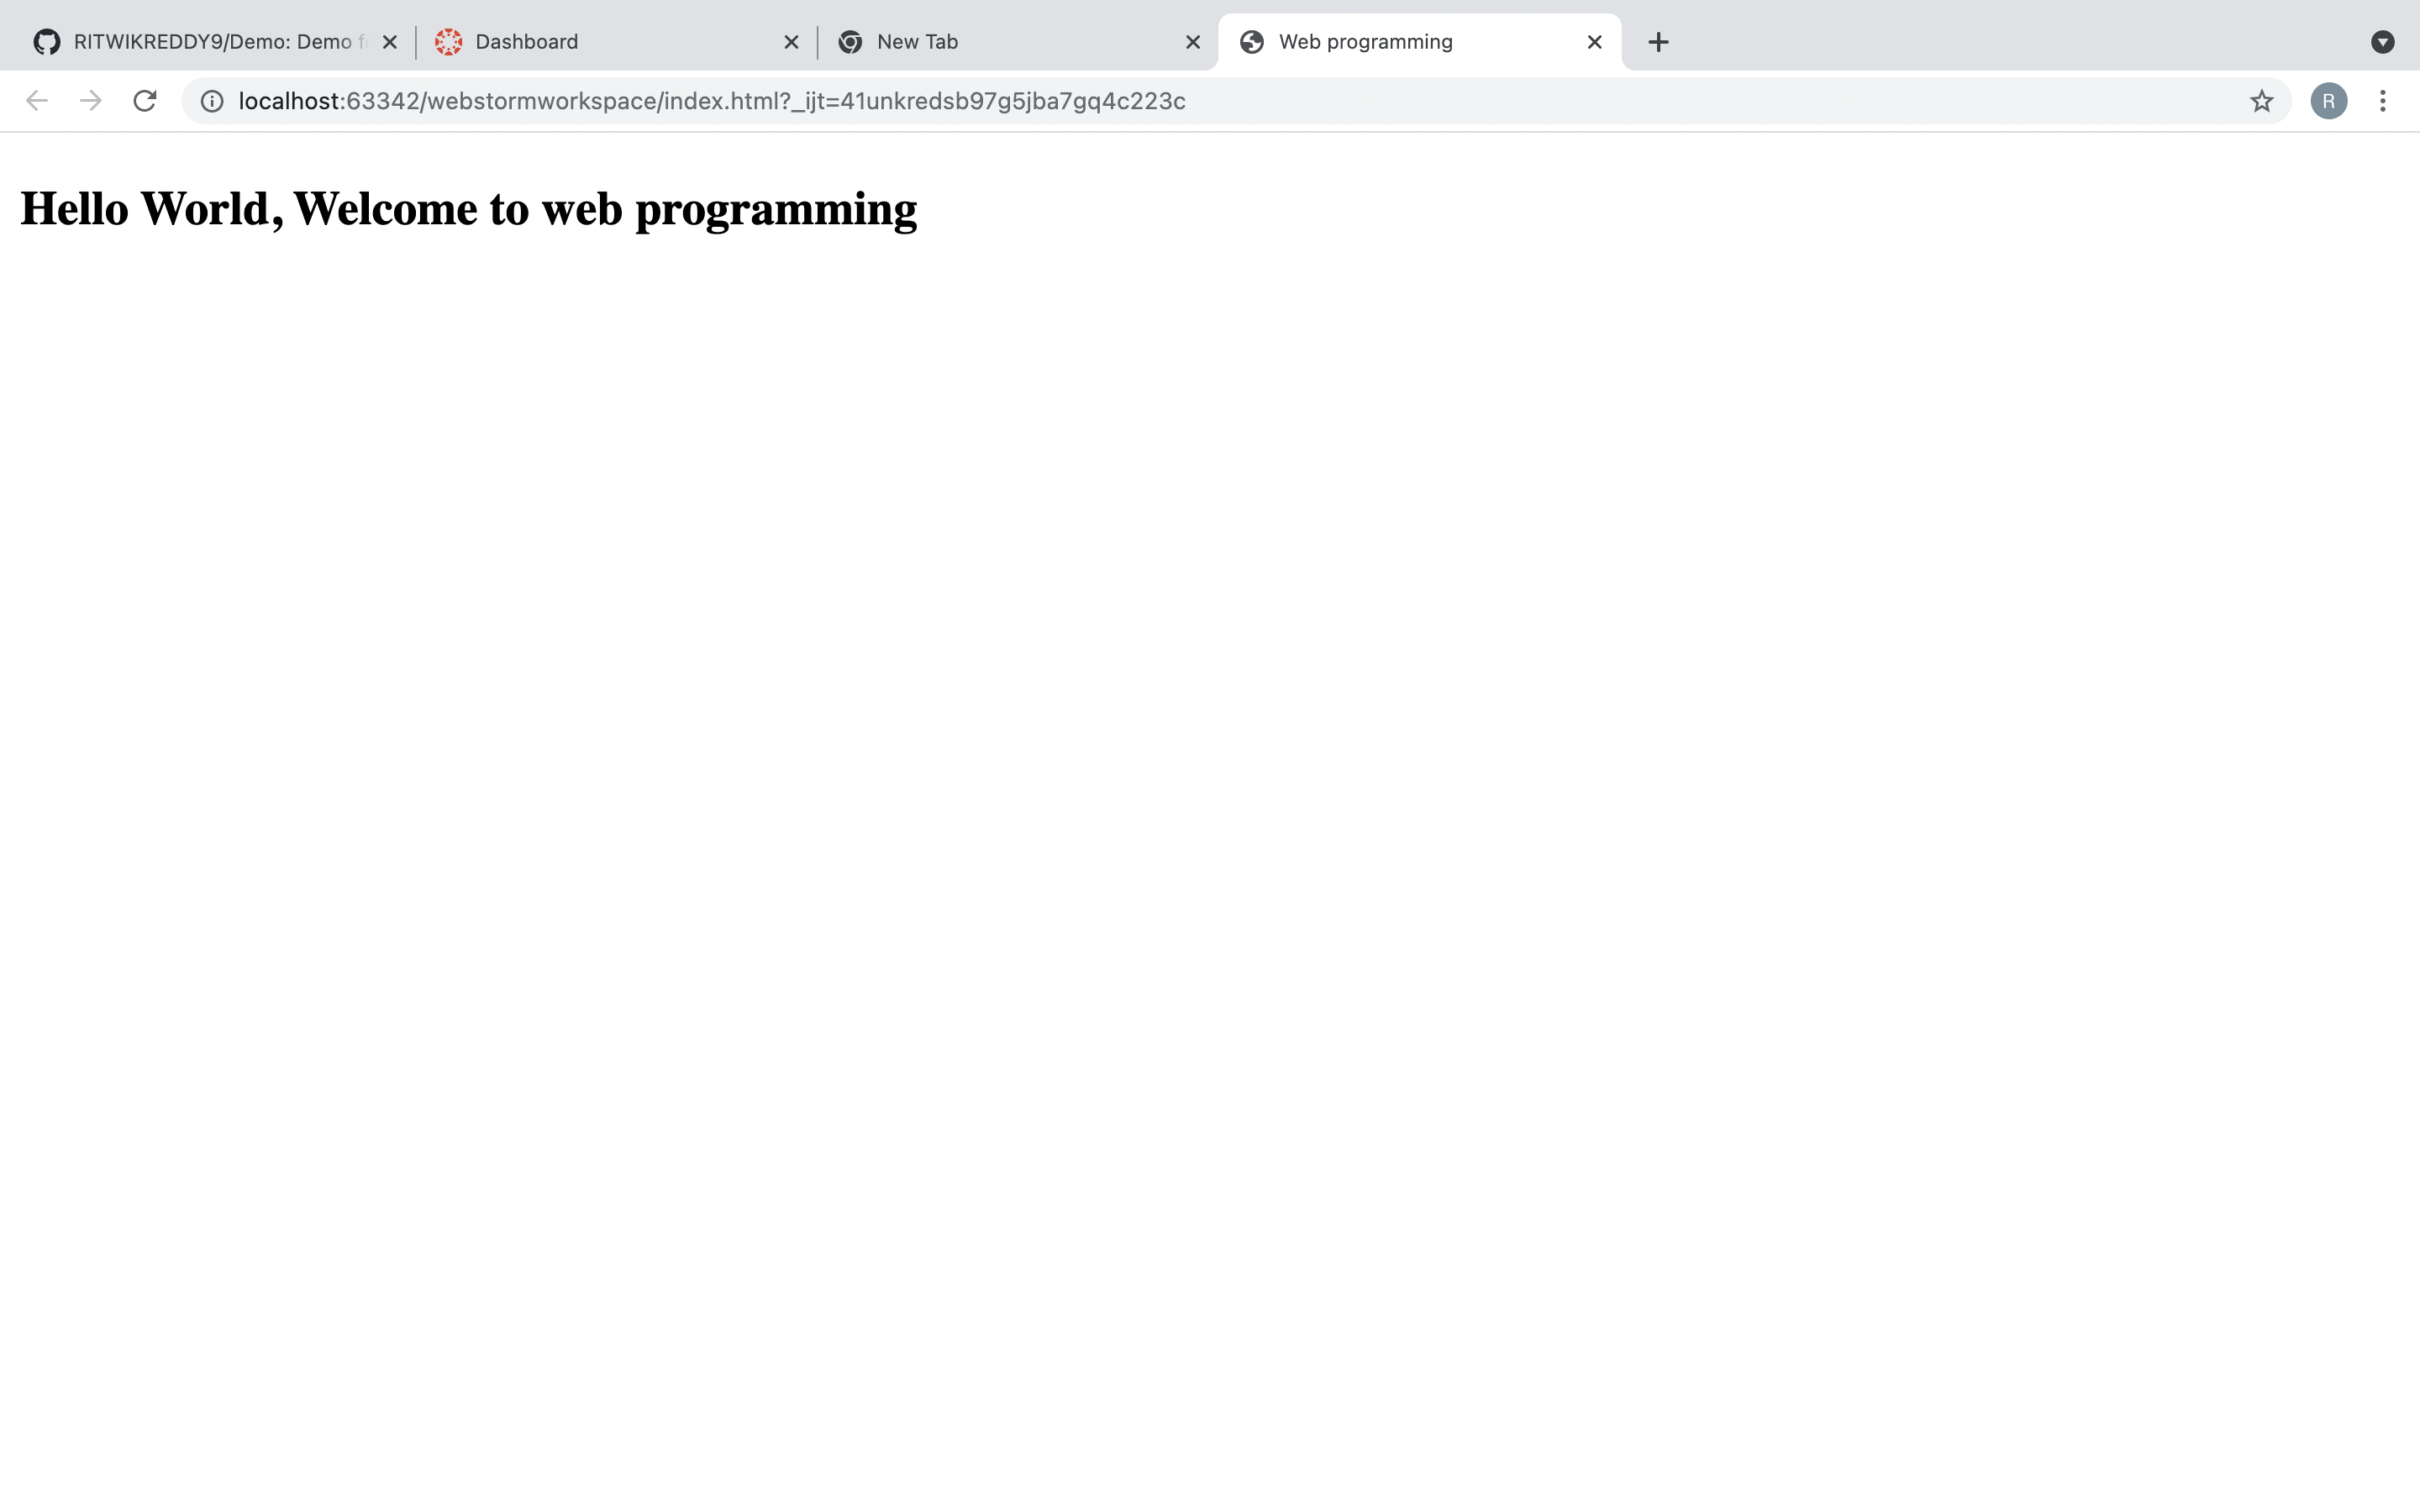 RITWIKREDDY9/Demo: Demo
Dashboard
New Tab
Web programming
localhost:63342/webstormworkspace/index.html?_ijt=41unkredsb97g5jba7gq4c223c
R
Hello World, Welcome to web programming